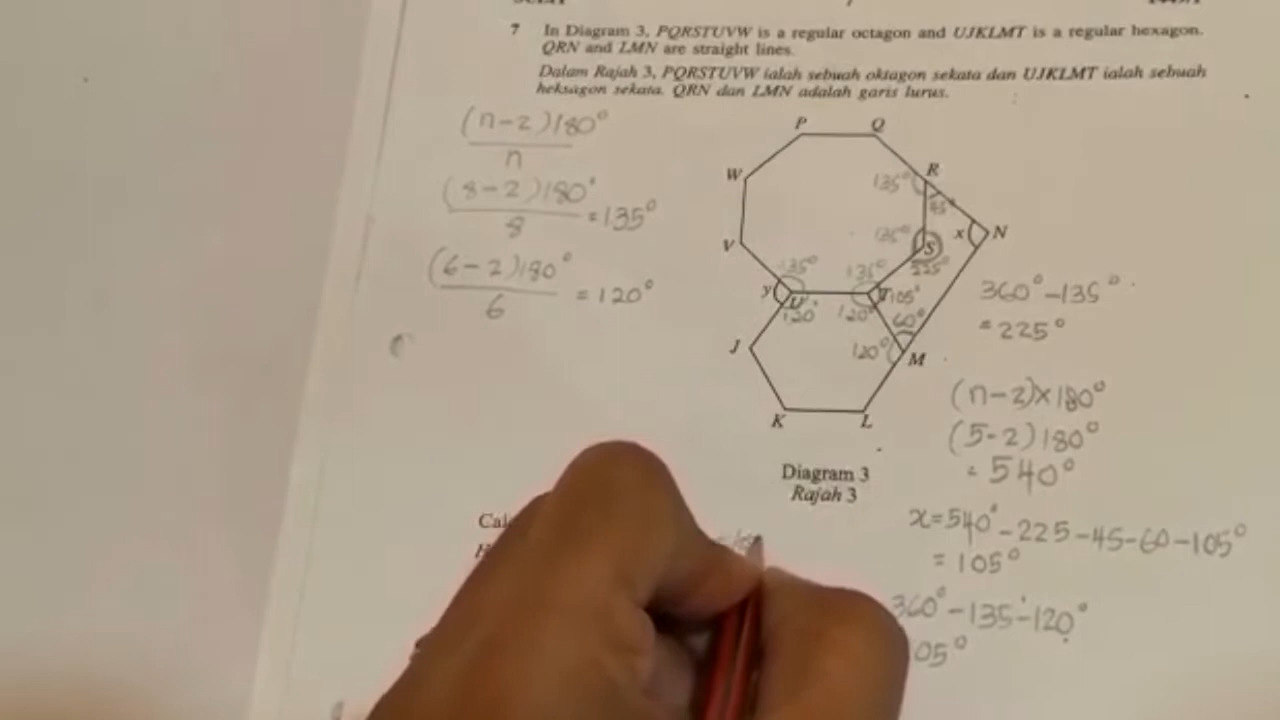 7 In Diagram 3, PQRSTUVW is a regular octagon and UJKLMT is a regular hexagon.
QRN and LMN are straight lines.
Dalam Rajah 3, PQRSTUVW ialah sebuah oktagon sekata dan UJKLMT ialah sebuah
heksagon sekata. QRN dan LMN adalah garis lurus.
(n-2)180°
n
(8-2)180°
8
=135°
(6-2)180°
6
=120°
P Q
W R
135° 45°
V 135° S x N
225°
135° 135°
y U T 105°
120° 120° 60°
J 120° M
K L
Diagram 3
Rajah 3
360°-135°
=225°
(n-2)×180°
(5-2)180°
=540°
x=540°-225-45-60-105°
=105°
360°-135-120°
05°